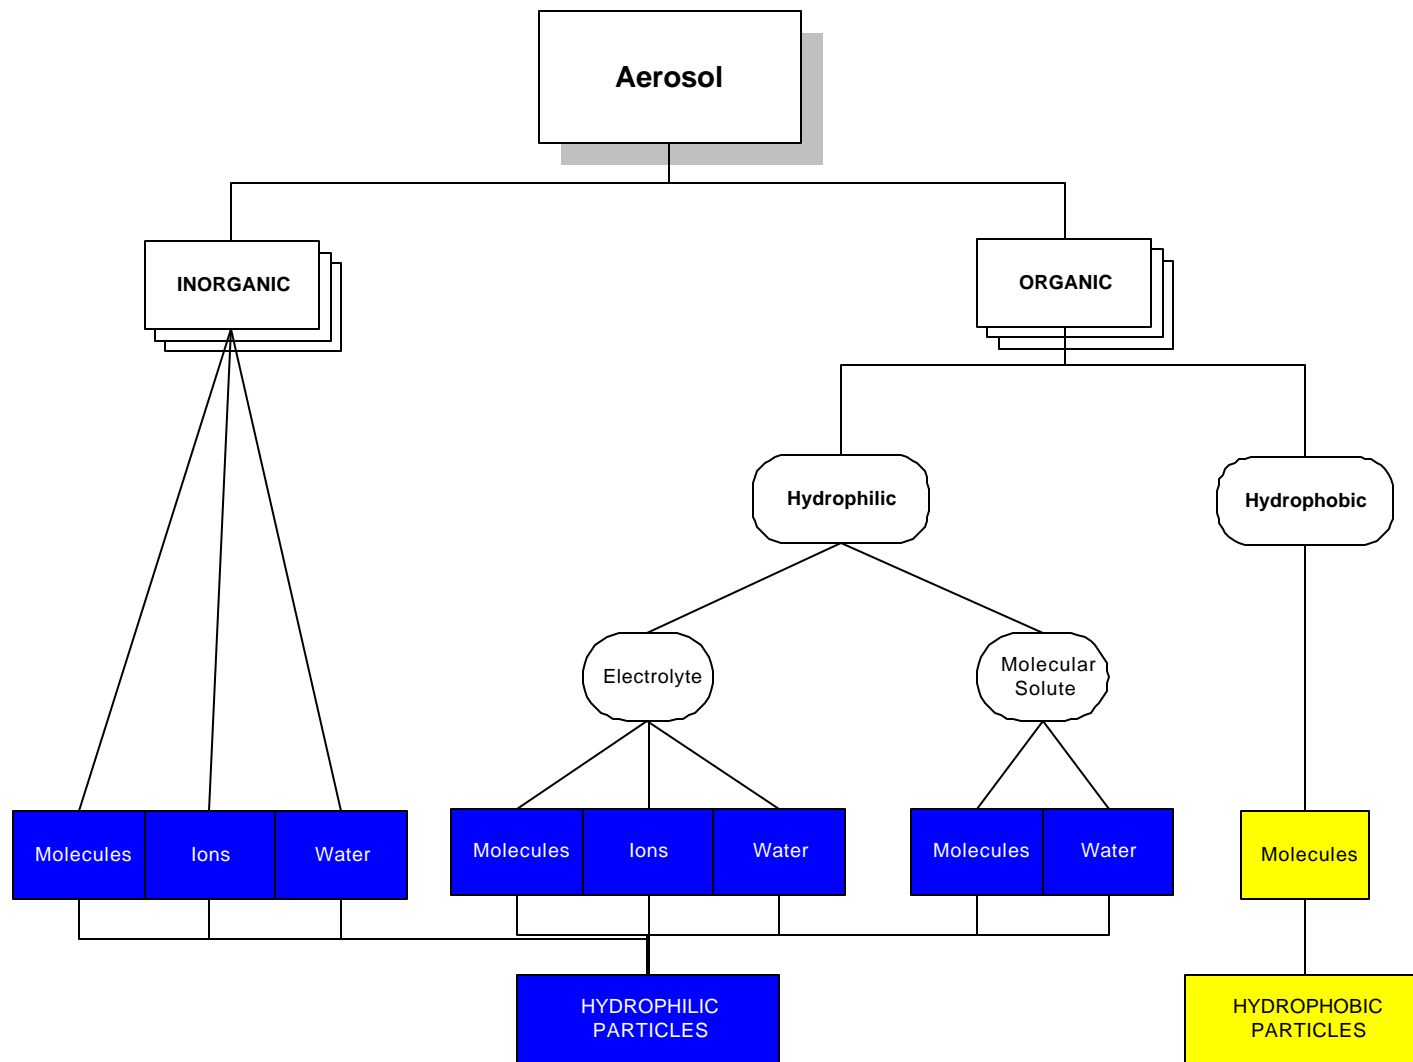 Aerosol
INORGANIC
ORGANIC
Hydrophilic
Hydrophobic
Electrolyte
Molecular
Solute
Molecules
Ions
Water
Molecules
Ions
Water
Molecules
Water
Molecules
HYDROPHILIC
PARTICLES
HYDROPHOBIC
PARTICLES